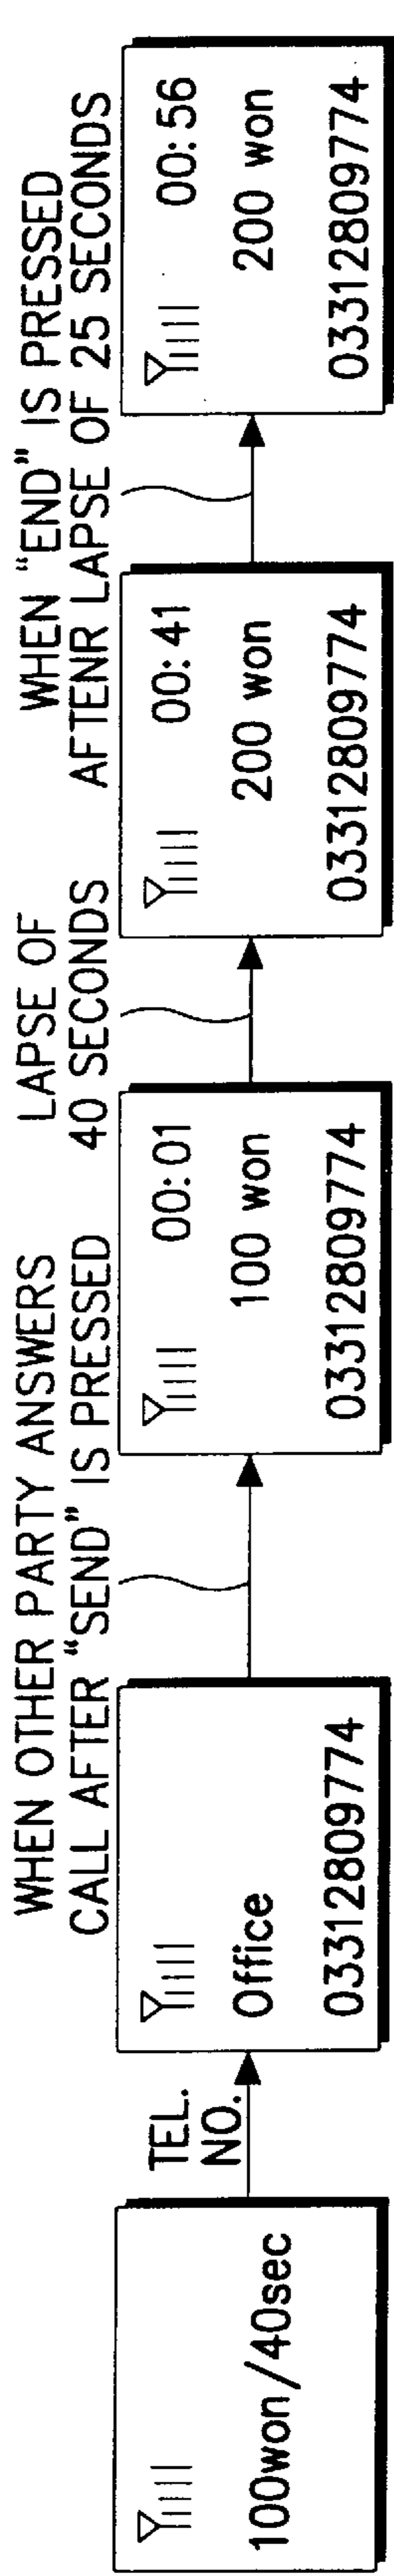 100won/40sec
TEL.
NO.
Office
03312809774
WHEN OTHER PARTY ANSWERS
CALL AFTER “SEND” IS PRESSED
00:01
100 won
03312809774
LAPSE OF
40 SECONDS
00:41
200 won
03312809774
WHEN “END” IS PRESSED
AFTENR LAPSE OF 25 SECONDS
00:56
200 won
03312809774